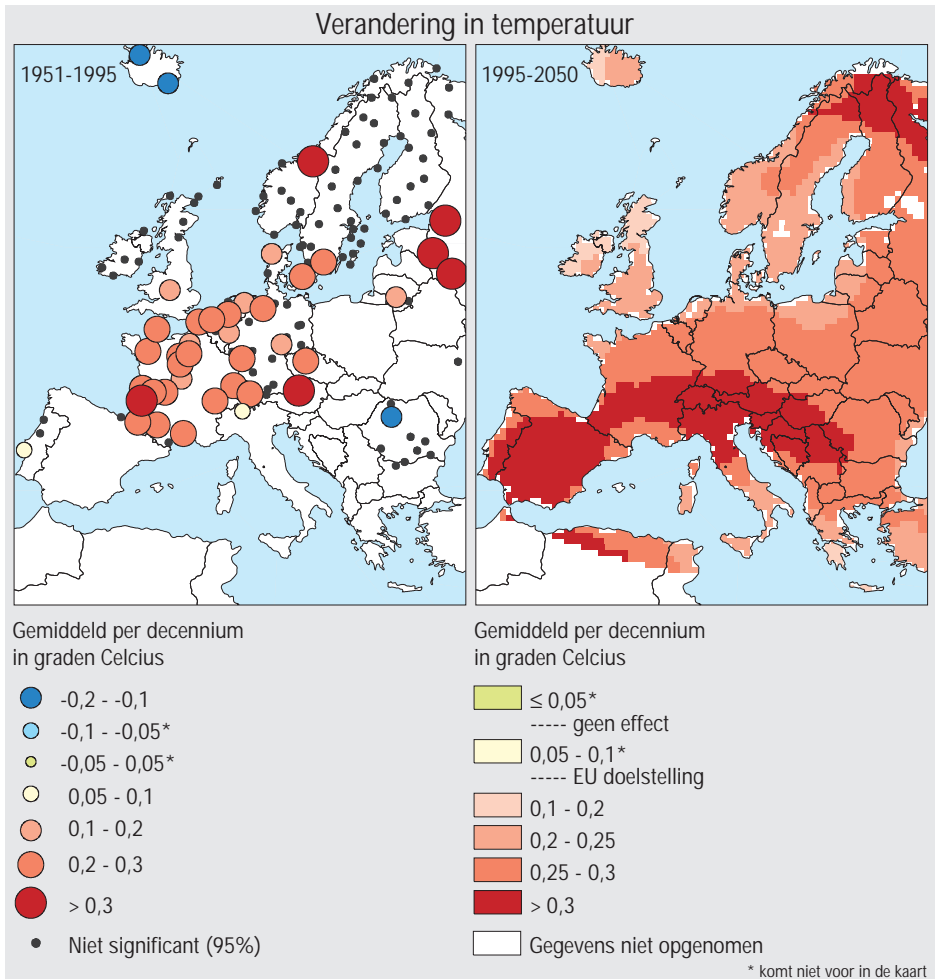 Verandering in temperatuur
1951-1995
1995-2050
Gemiddeld per decennium
in graden Celcius
-0,2 - -0,1
-0,1 - -0,05*
-0,05 - 0,05*
0,05 - 0,1
0,1 - 0,2
0,2 - 0,3
> 0,3
Niet significant (95%)
Gemiddeld per decennium
in graden Celcius
≤ 0,05*
----- geen effect
0,05 - 0,1*
----- EU doelstelling
0,1 - 0,2
0,2 - 0,25
0,25 - 0,3
> 0,3
Gegevens niet opgenomen
* komt niet voor in de kaart